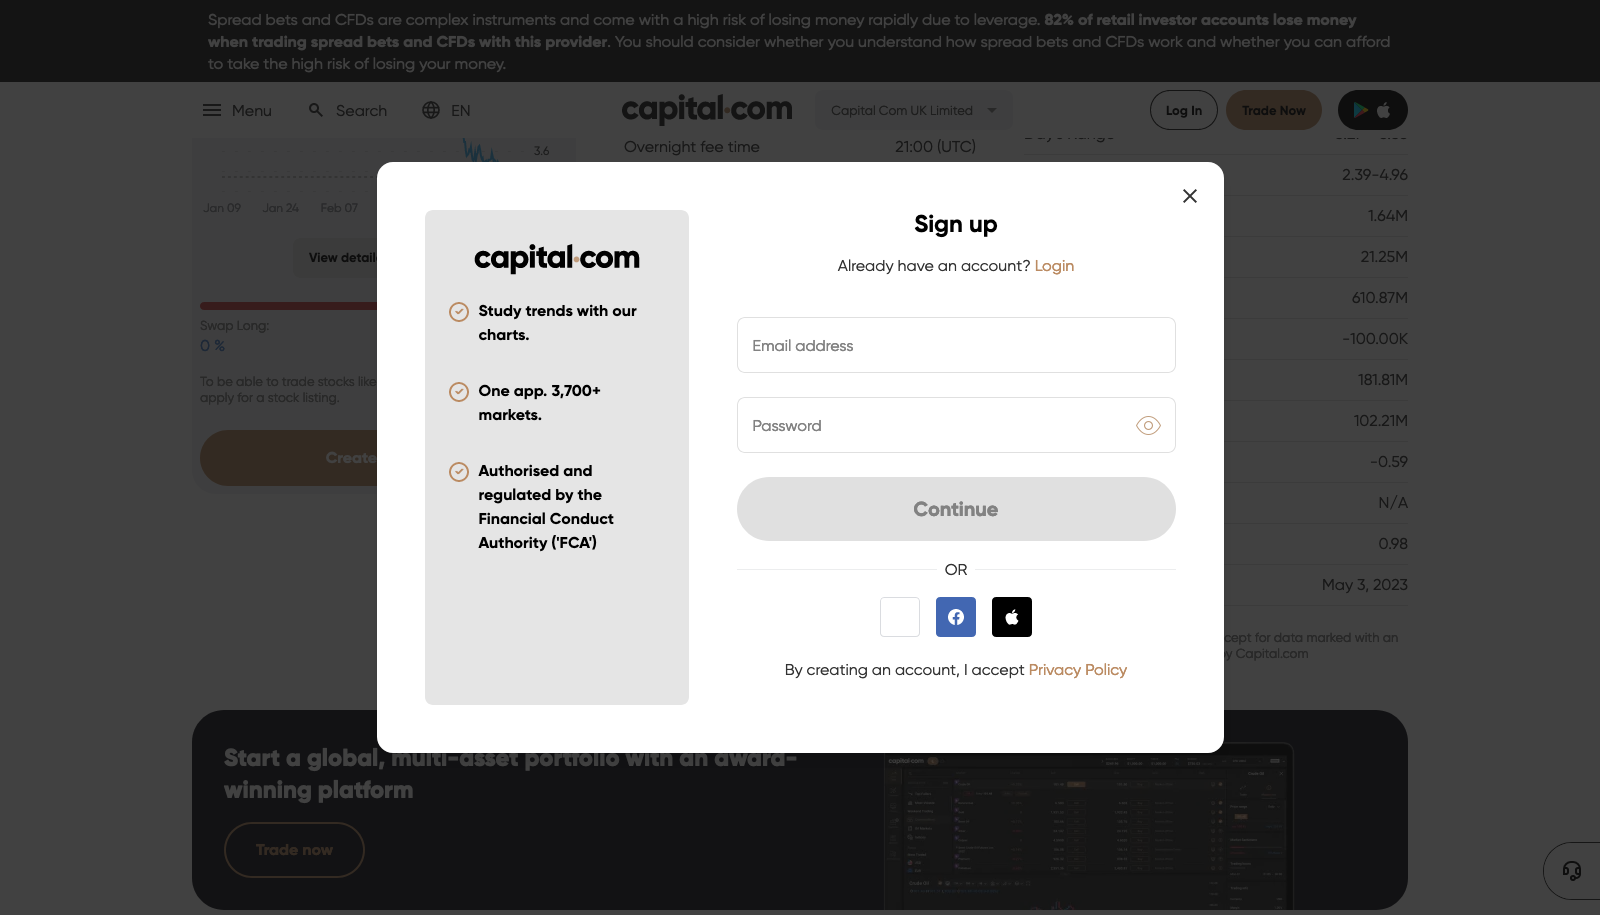 Spread bets and CFDs are complex instruments and come with a high risk of losing money rapidly due to leverage. 82% of retail investor accounts lose money
when trading spread bets and CFDs with this provider. You should consider whether you understand how spread bets and CFDs work and whether you can afford
to take the high risk of losing your money.
Menu
Search
EN
capital.com
Capital Com UK Limited
Log In
Trade Now
3.6
Overnight fee time
21:00 (UTC)
Jan 09
Jan 24
Feb 07
Swap Long:
0 %
To be able to trade stocks like
apply for a stock listing.
Create
2.39-4.96
1.64M
21.25M
610.87M
-100.00K
181.81M
102.21M
-0.59
N/A
0.98
May 3, 2023
for data marked with an
by Capital.com
capital.com
Study trends with our
charts.
One app. 3,700+
markets.
Authorised and
regulated by the
Financial Conduct
Authority ('FCA')
Sign up
Already have an account? Login
Email address
Password
Continue
OR
By creating an account, I accept Privacy Policy
Start a global, multi-asset portfolio with an award-
winning platform
Trade now
capital.com